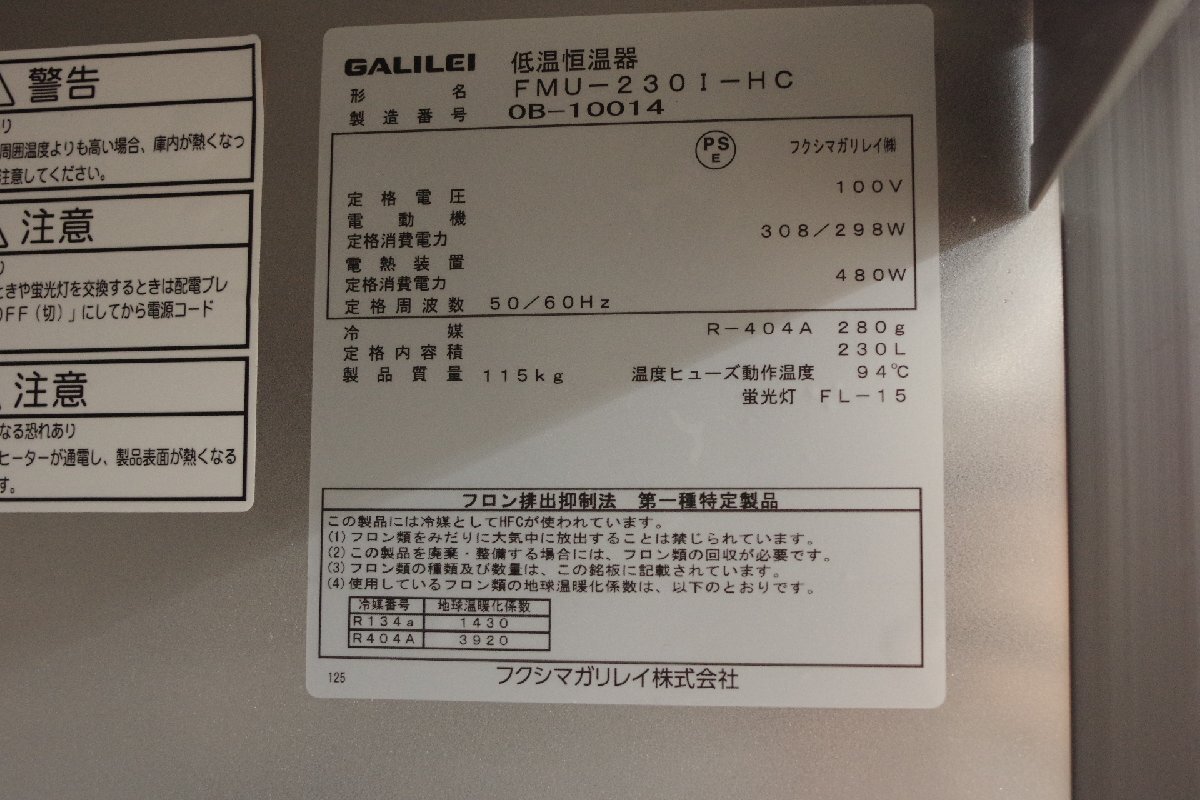 警告
り
周囲温度よりも高い場合、庫内が熱くなっ
注意してください。
注意
り
ときや蛍光灯を交換するときは配電ブレ
OFF(切)」にしてから電源コード
注意
なる恐れあり
ヒーターが通電し、製品表面が熱くなる
す。
GALILEI 低温恒温器
形名 FMU-230I-HC
製造番号 0B-10014
PS E フクシマガリレイ㈱
定格電圧 100V
電動機
定格消費電力 308/298W
電熱装置
定格消費電力 480W
定格周波数 50/60Hz
冷媒 R-404A 280g
定格内容積 230L
製品質量 115kg 温度ヒューズ動作温度 94℃
蛍光灯 FL-15
フロン排出抑制法 第一種特定製品
この製品には冷媒としてHFCが使われています。
(1)フロン類をみだりに大気中に放出することは禁じられています。
(2)この製品を廃棄・整備する場合には、フロン類の回収が必要です。
(3)フロン類の種類及び数量は、この銘板に記載されています。
(4)使用しているフロン類の地球温暖化係数は、以下のとおりです。
冷媒番号 地球温暖化係数
R134a 1430
R404A 3920
125 フクシマガリレイ株式会社